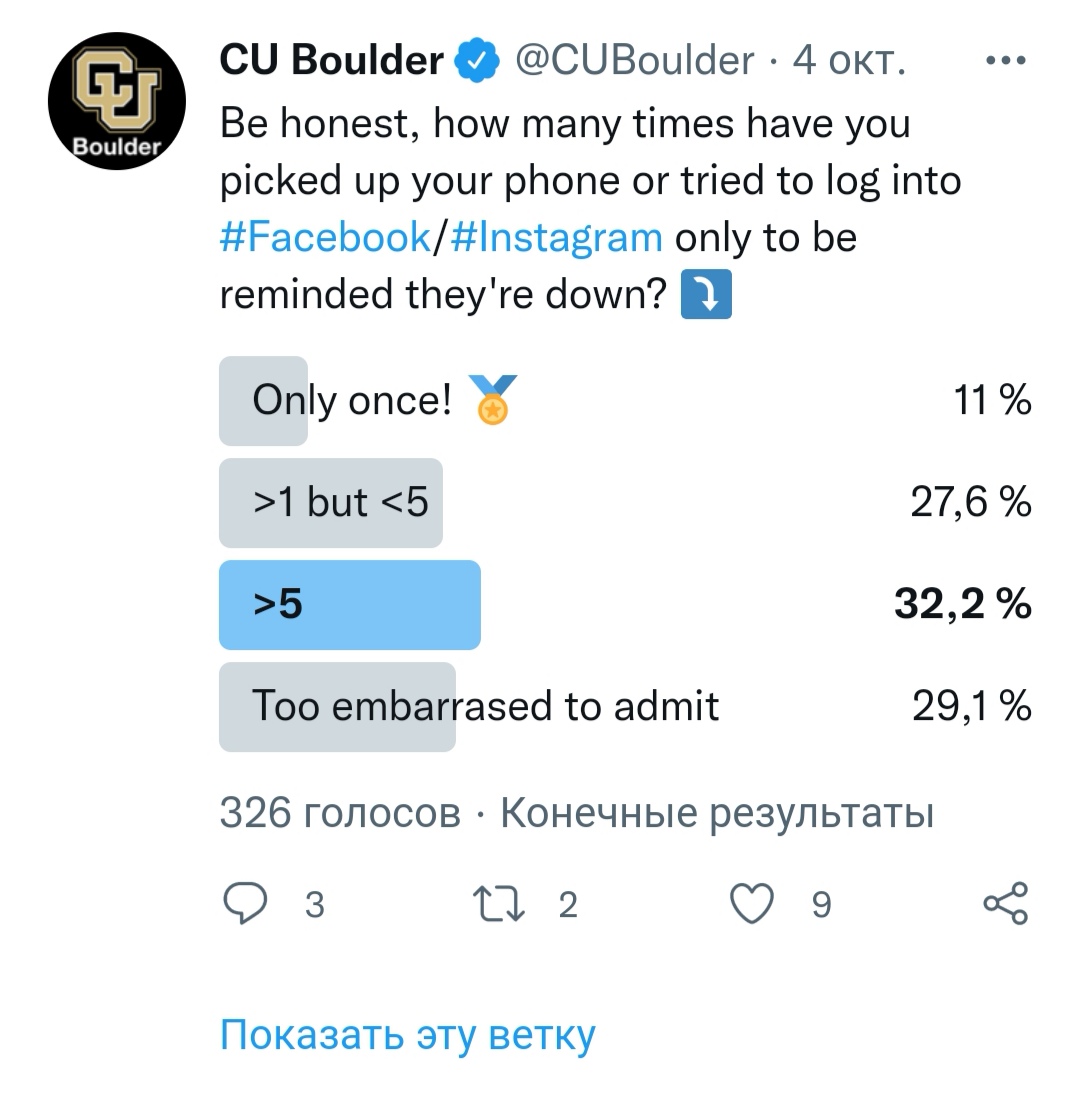 CU Boulder @CUBoulder · 4 окт.
Be honest, how many times have you
picked up your phone or tried to log into
#Facebook/#Instagram only to be
reminded they're down? ⤵️
CU
Boulder
Only once! 🏅 11 %
>1 but <5 27,6 %
>5 32,2 %
Too embarrased to admit 29,1 %
326 голосов · Конечные результаты
3 2 9
Показать эту ветку